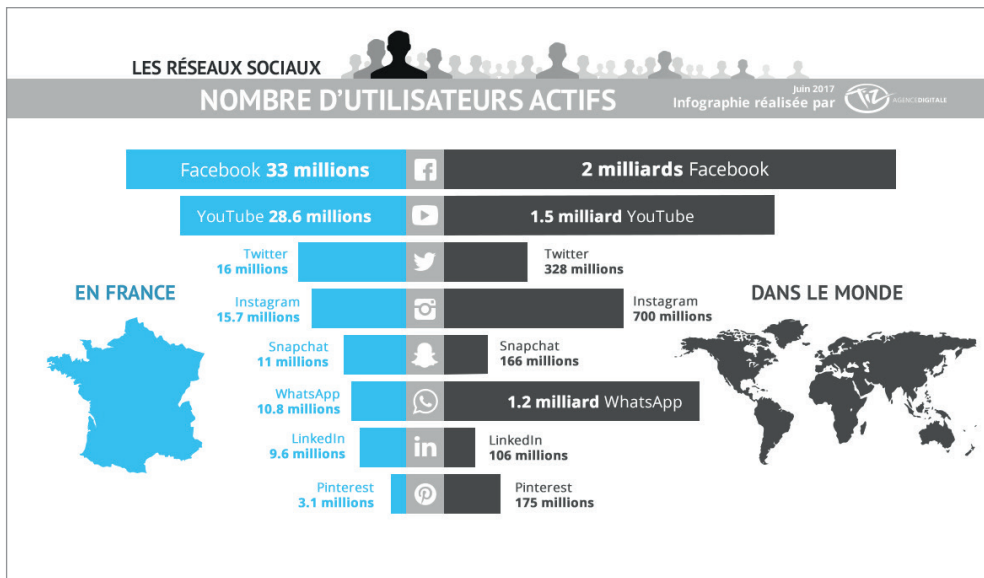 LES RÉSEAUX SOCIAUX
NOMBRE D'UTILISATEURS ACTIFS
Juin 2017
Infographie réalisée par
Tiz AGENCEDIGITALE
Facebook 33 millions
2 milliards Facebook
YouTube 28.6 millions
1.5 milliard YouTube
Twitter
16 millions
Twitter
328 millions
EN FRANCE
DANS LE MONDE
Instagram
15.7 millions
Instagram
700 millions
Snapchat
11 millions
Snapchat
166 millions
WhatsApp
10.8 millions
1.2 milliard WhatsApp
LinkedIn
9.6 millions
in
LinkedIn
106 millions
Pinterest
3.1 millions
Pinterest
175 millions